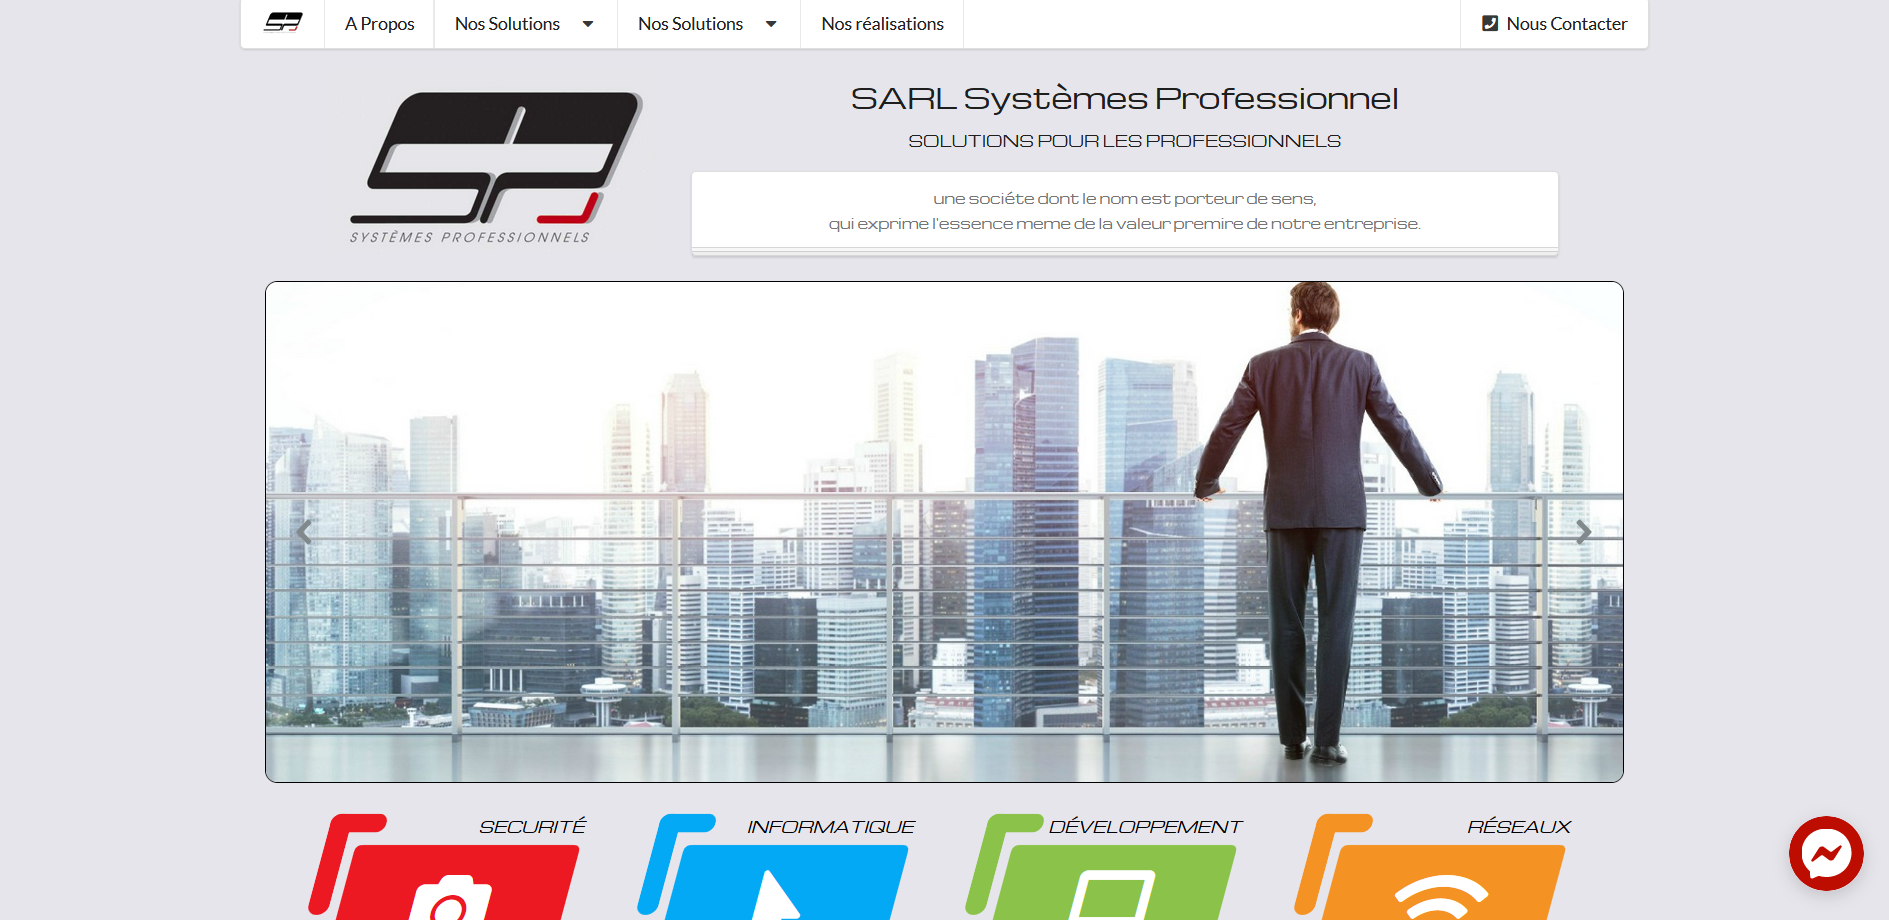 A Propos
Nos Solutions
Nos Solutions
Nos réalisations
Nous Contacter
SYSTÈMES PROFESSIONNELS
SARL Systèmes Professionnel
SOLUTIONS POUR LES PROFESSIONNELS
une sociéte dont le nom est porteur de sens,
qui exprime l'essence meme de la valeur premire de notre entreprise.
SECURITÉ
INFORMATIQUE
DÉVELOPPEMENT
RÉSEAUX